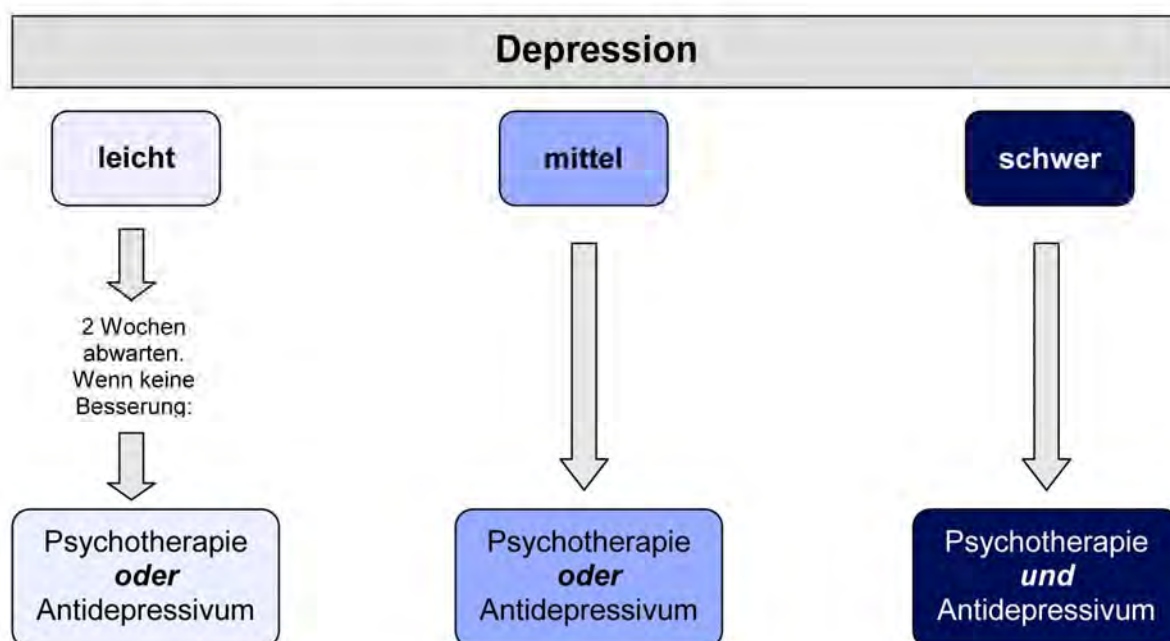 Depression
leicht
mittel
schwer
2 Wochen
abwarten.
Wenn keine
Besserung:
Psychotherapie
oder
Antidepressivum
Psychotherapie
oder
Antidepressivum
Psychotherapie
und
Antidepressivum